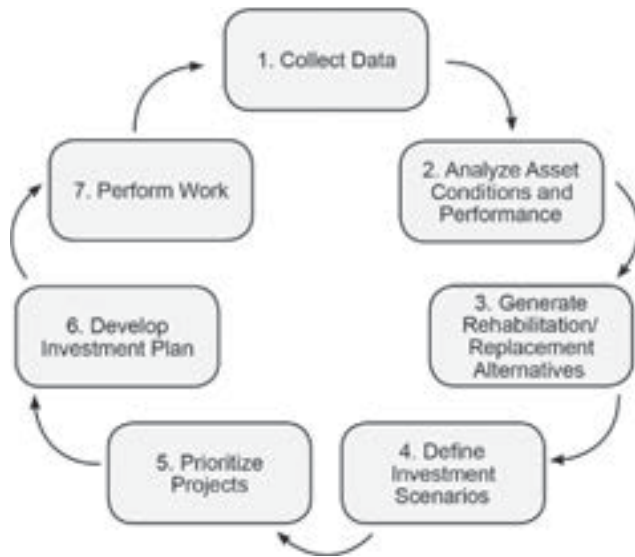 1. Collect Data
2. Analyze Asset
Conditions and
Performance
3. Generate
Rehabilitation/
Replacement
Alternatives
4. Define
Investment
Scenarios
5. Prioritize
Projects
6. Develop
Investment Plan
7. Perform Work